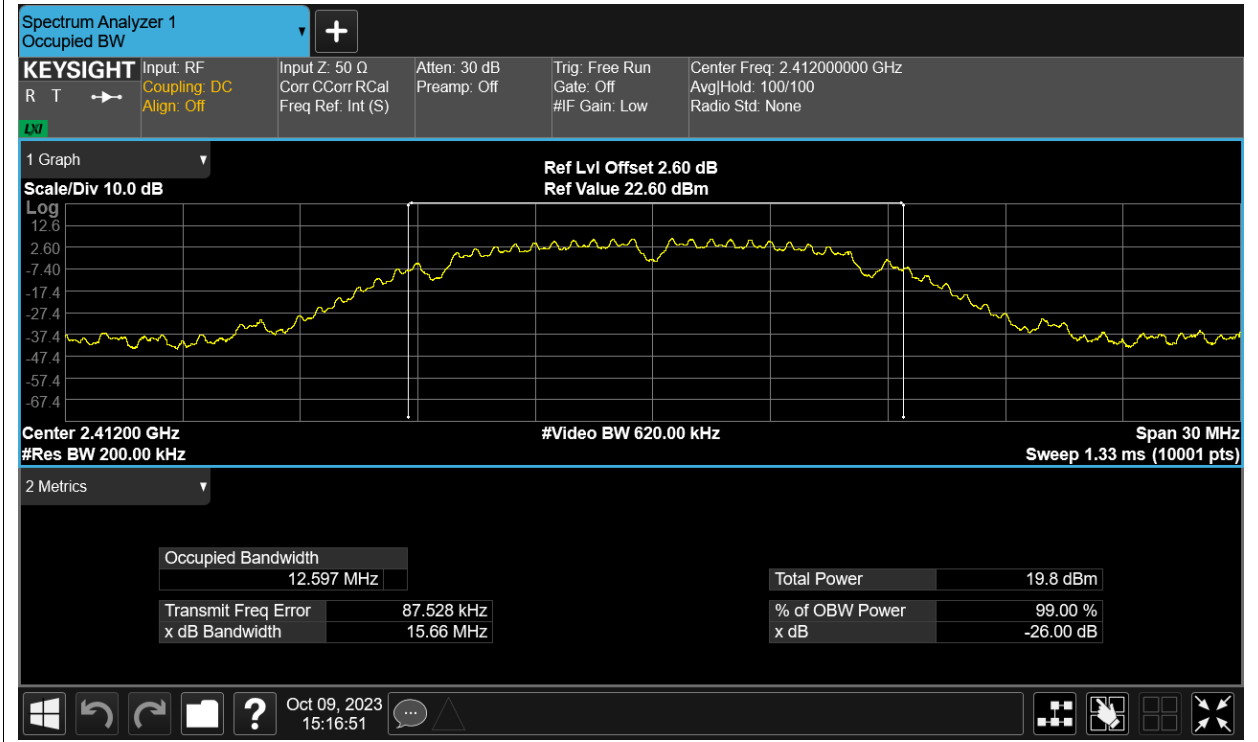 Spectrum Analyzer 1
Occupied BW
KEYSIGHT
R T
LXI
Input: RF
Coupling: DC
Align: Off
Input Z: 50 Ω
Corr CCorr RCal
Freq Ref: Int (S)
Atten: 30 dB
Preamp: Off
Trig: Free Run
Gate: Off
#IF Gain: Low
Center Freq: 2.412000000 GHz
Avg|Hold: 100/100
Radio Std: None
1 Graph
Scale/Div 10.0 dB
Ref Lvl Offset 2.60 dB
Ref Value 22.60 dBm
Log
12.6
2.60
-7.40
-17.4
-27.4
-37.4
-47.4
-57.4
-67.4
Center 2.41200 GHz
#Video BW 620.00 kHz
Span 30 MHz
#Res BW 200.00 kHz
Sweep 1.33 ms (10001 pts)
2 Metrics
Occupied Bandwidth
12.597 MHz
Total Power 19.8 dBm
Transmit Freq Error 87.528 kHz
% of OBW Power 99.00 %
x dB Bandwidth 15.66 MHz
x dB -26.00 dB
?
Oct 09, 2023
15:16:51